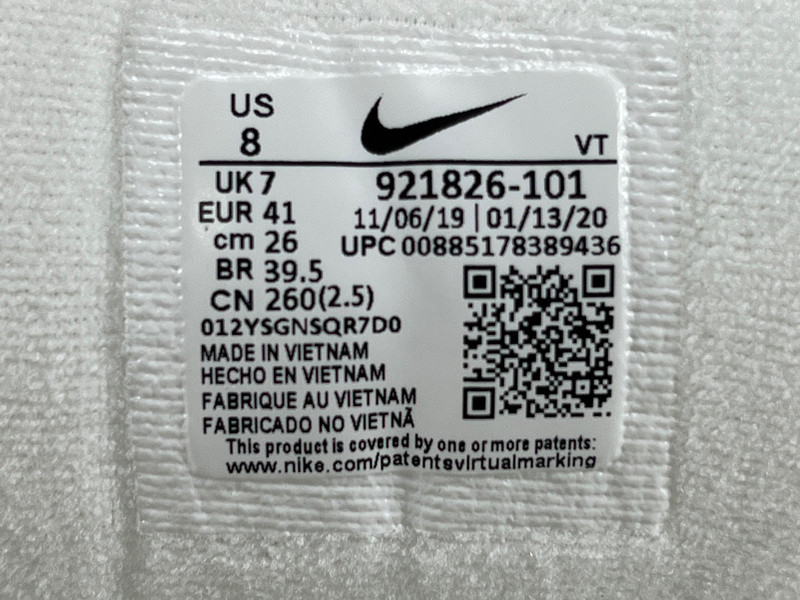 US
8
VT
UK 7
921826-101
EUR 41
11/06/19 | 01/13/20
cm 26
UPC 00885178389436
BR 39.5
CN 260(2.5)
012YSGNSQR7D0
MADE IN VIETNAM
HECHO EN VIETNAM
FABRIQUE AU VIETNAM
FABRICADO NO VIETNÃ
This product is covered by one or more patents:
www.nike.com/patentsvirtualmarking